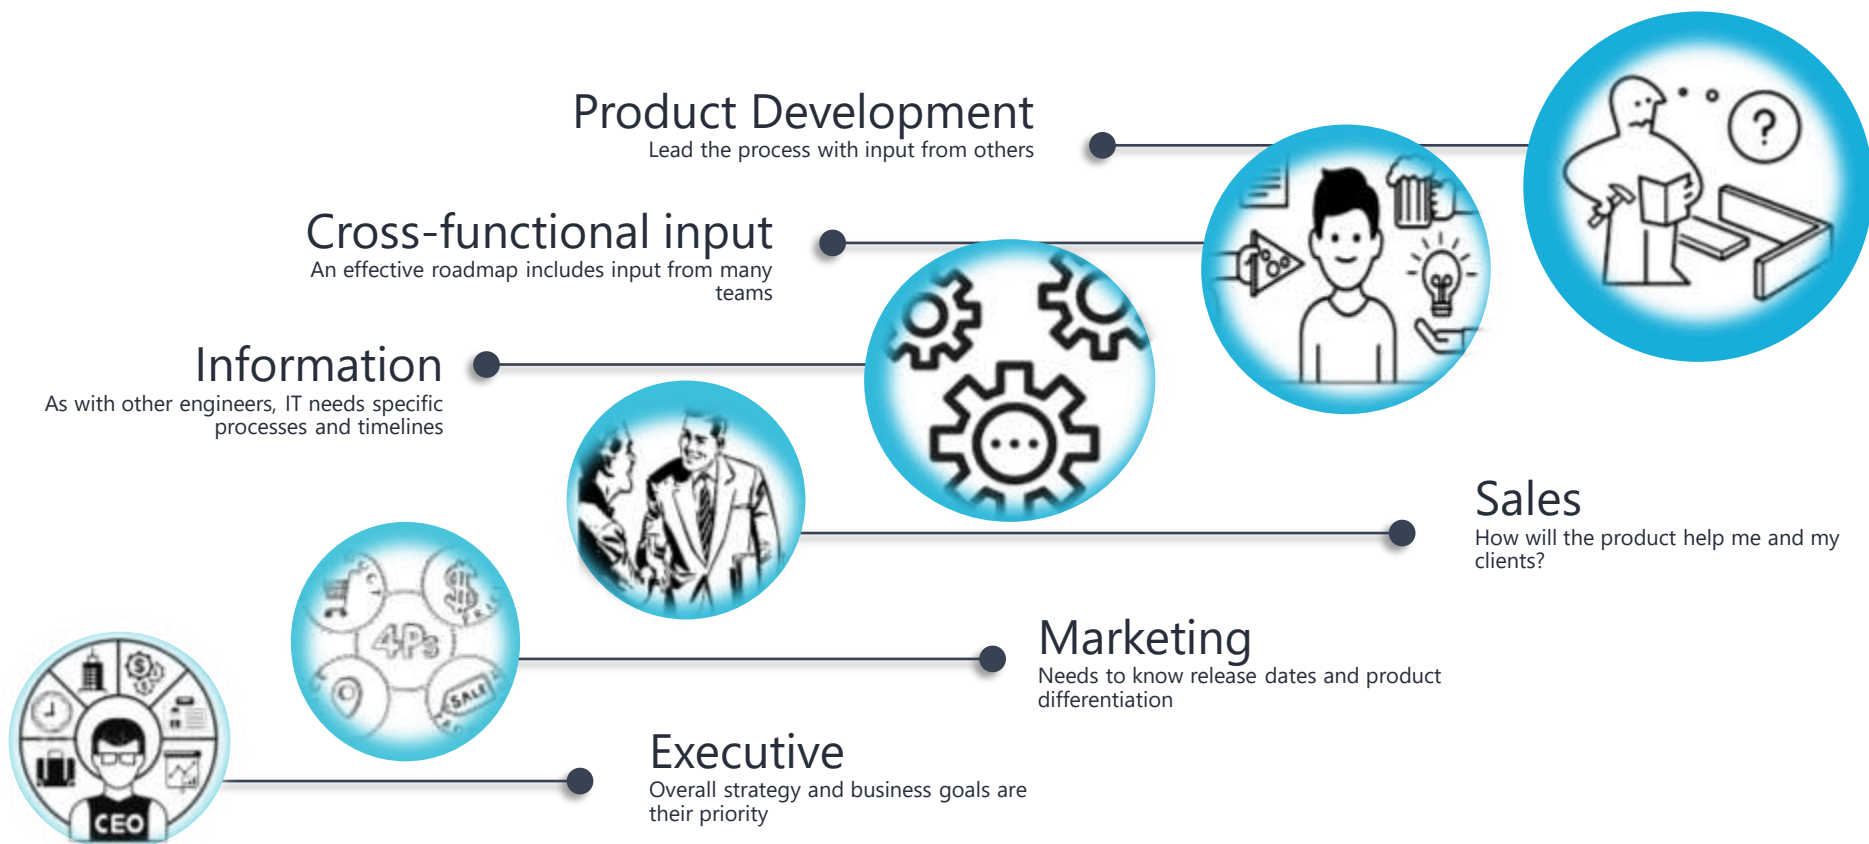 Product Development
Lead the process with input from others
Cross-functional input
An effective roadmap includes input from many
teams
Information
As with other engineers, IT needs specific
processes and timelines
Sales
How will the product help me and my
clients?
Marketing
Needs to know release dates and product
differentiation
Executive
Overall strategy and business goals are
their priority
?
4Ps
SALE
CEO